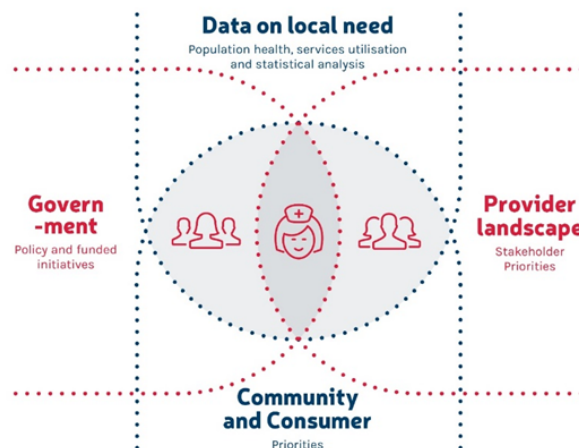 Data on local need
Population health, services utilisation
and statistical analysis
Govern
-ment
Policy and funded
initiatives
Provider
landscape
Stakeholder
Priorities
Community
and Consumer
Priorities